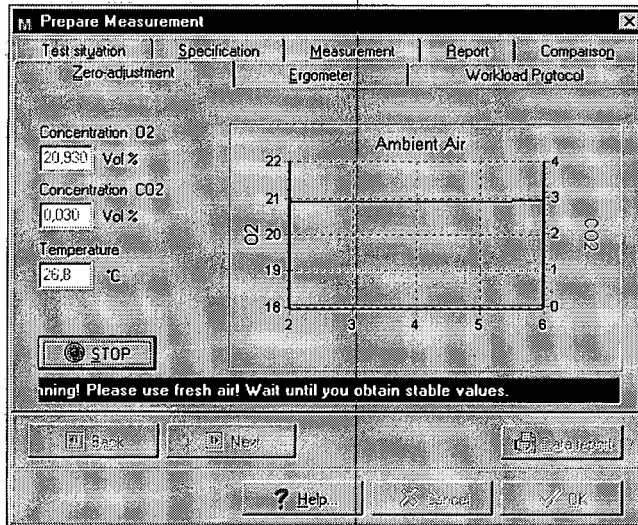 M Prepare Measurement
Test situation Specification Measurement Report Comparison
Zero-adjustment Ergometer Workload Protocol
Concentration O2
20,930 Vol %
Concentration CO2
0,030 Vol %
Temperature
26,8 °C
STOP
Ambient Air
22 4
21 3
20 2
19 1
18 0
O2
CO2
2 3 4 5 6
nning! Please use fresh air! Wait until you obtain stable values.
Back Next
? Help... Cancel OK